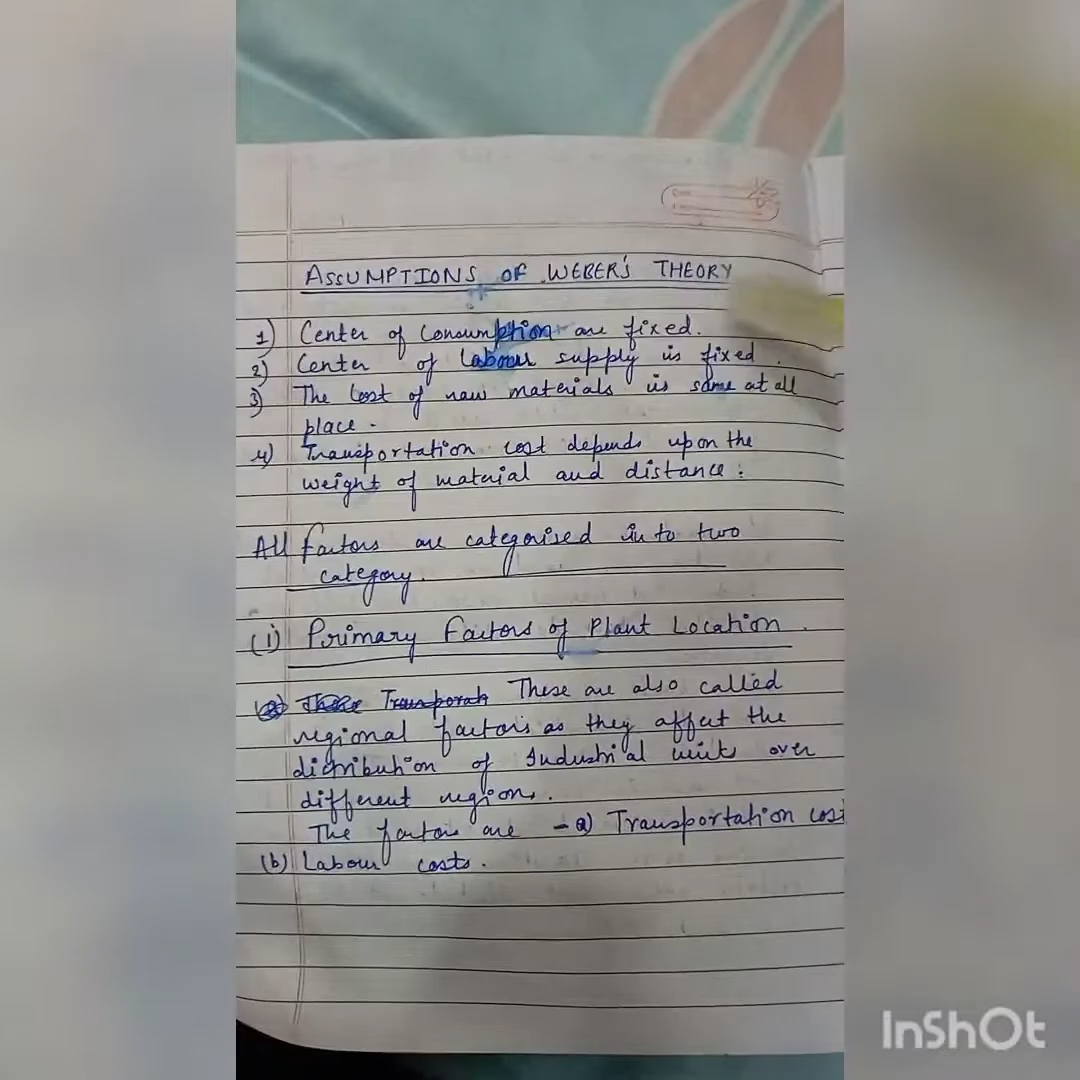 ASSUMPTIONS OF WEBER'S THEORY
1) Center of Consumption are fixed.
2) Center of Labour supply is fixed.
3) The Cost of raw materials is same at all
place.
4) Transportation cost depends upon the
weight of material and distance:
All factors are categorised in to two
category.
(i) Primary Factors of Plant Location.
These are also called
regional factors as they affect the
distribution of Industrial units over
different regions.
The factors are - a) Transportation cost
(b) Labour costs.
InShOt